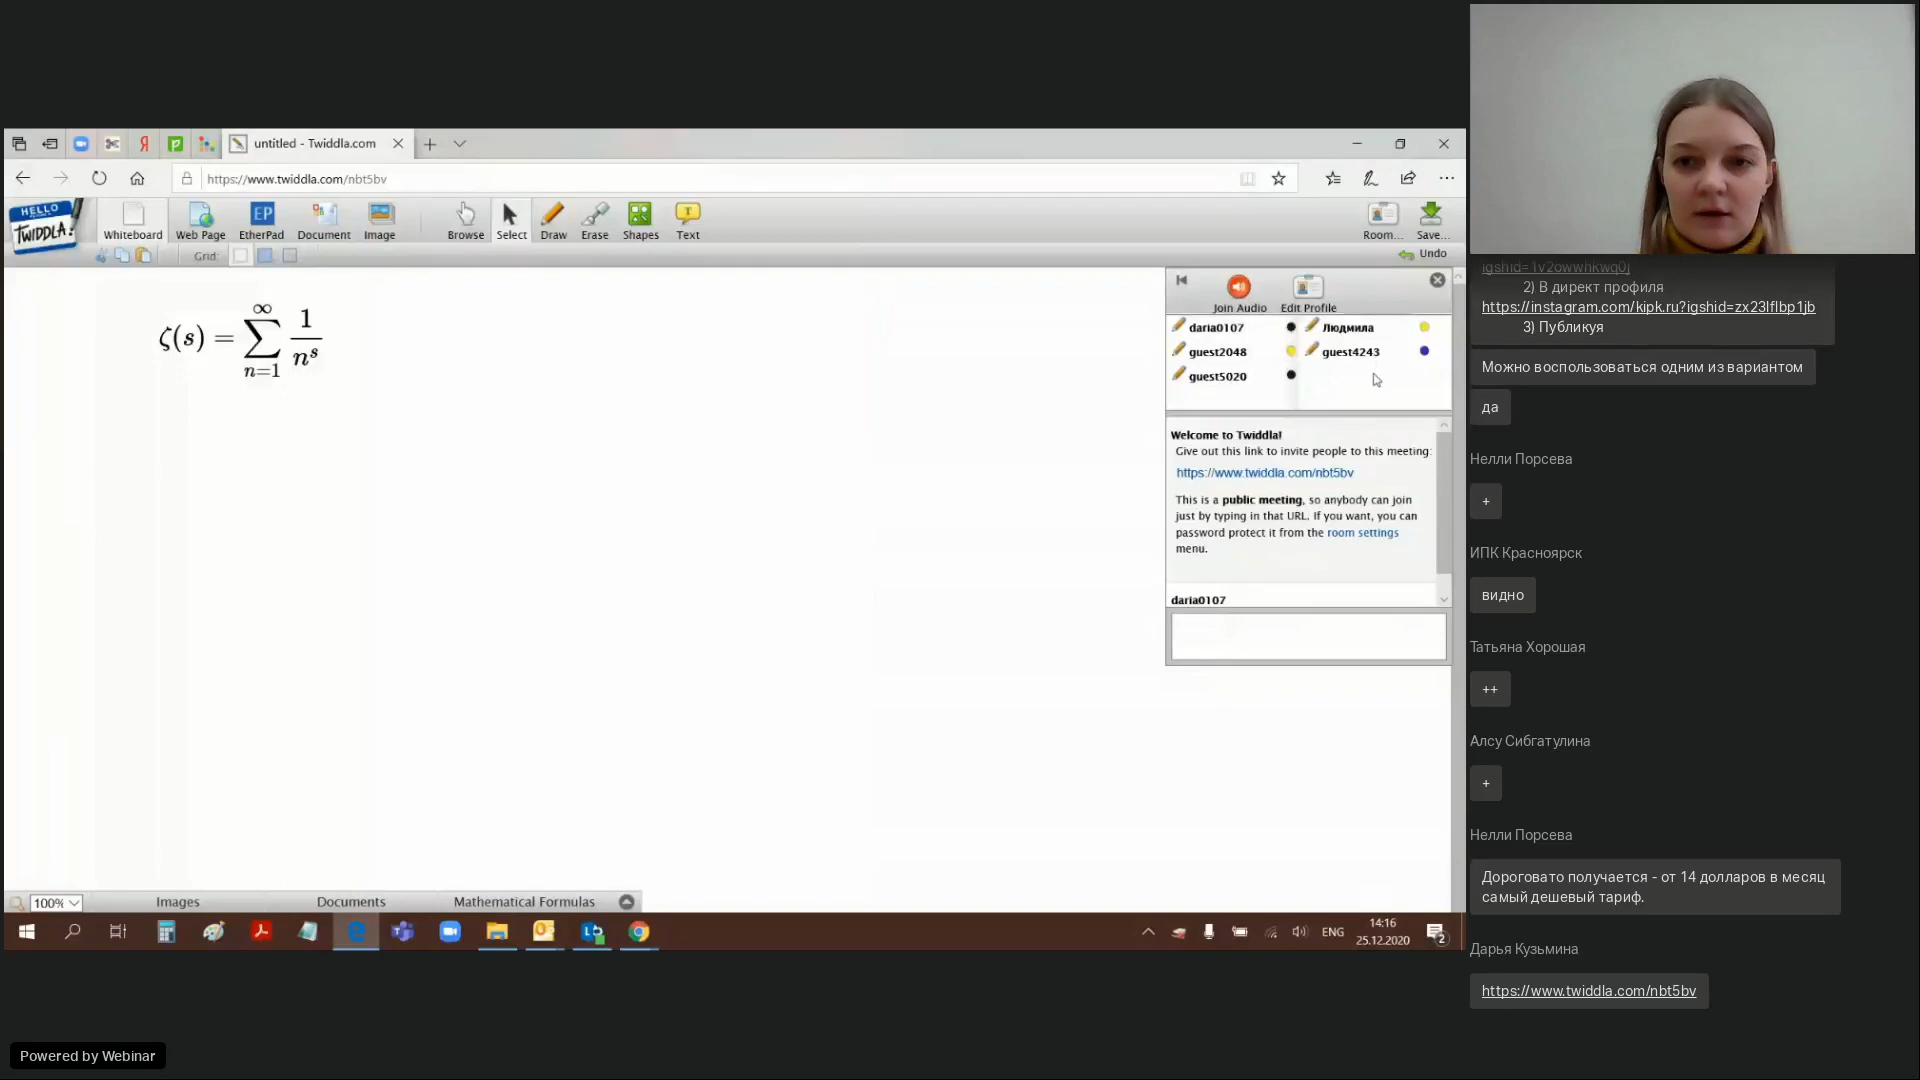 untitled - Twiddla.com
https://www.twiddla.com/nbt5bv
HELLO
TWIDDLA!
Whiteboard
Web Page
EP
EtherPad
Document
Image
Browse
Select
Draw
Erase
Shapes
Text
Room...
Save...
Grid:
Undo
ζ(s) = ∑ n=1 ∞ 1/n^s
Join Audio
Edit Profile
daria0107
Людмила
guest2048
guest4243
guest5020
Welcome to Twiddla!
Give out this link to invite people to this meeting:
https://www.twiddla.com/nbt5bv
This is a public meeting, so anybody can join
just by typing in that URL. If you want, you can
password protect it from the room settings
menu.
daria0107
100%
Images
Documents
Mathematical Formulas
ENG
14:16
25.12.2020
2
Powered by Webinar
igshid=1v2owwhkwq0j
2) В директ профиля
https://instagram.com/kipk.ru?igshid=zx23lflbp1jb
3) Публикуя
Можно воспользоваться одним из вариантом
да
Нелли Порсева
+
ИПК Красноярск
видно
Татьяна Хорошая
++
Алсу Сибгатулина
+
Нелли Порсева
Дороговато получается - от 14 долларов в месяц
самый дешевый тариф.
Дарья Кузьмина
https://www.twiddla.com/nbt5bv